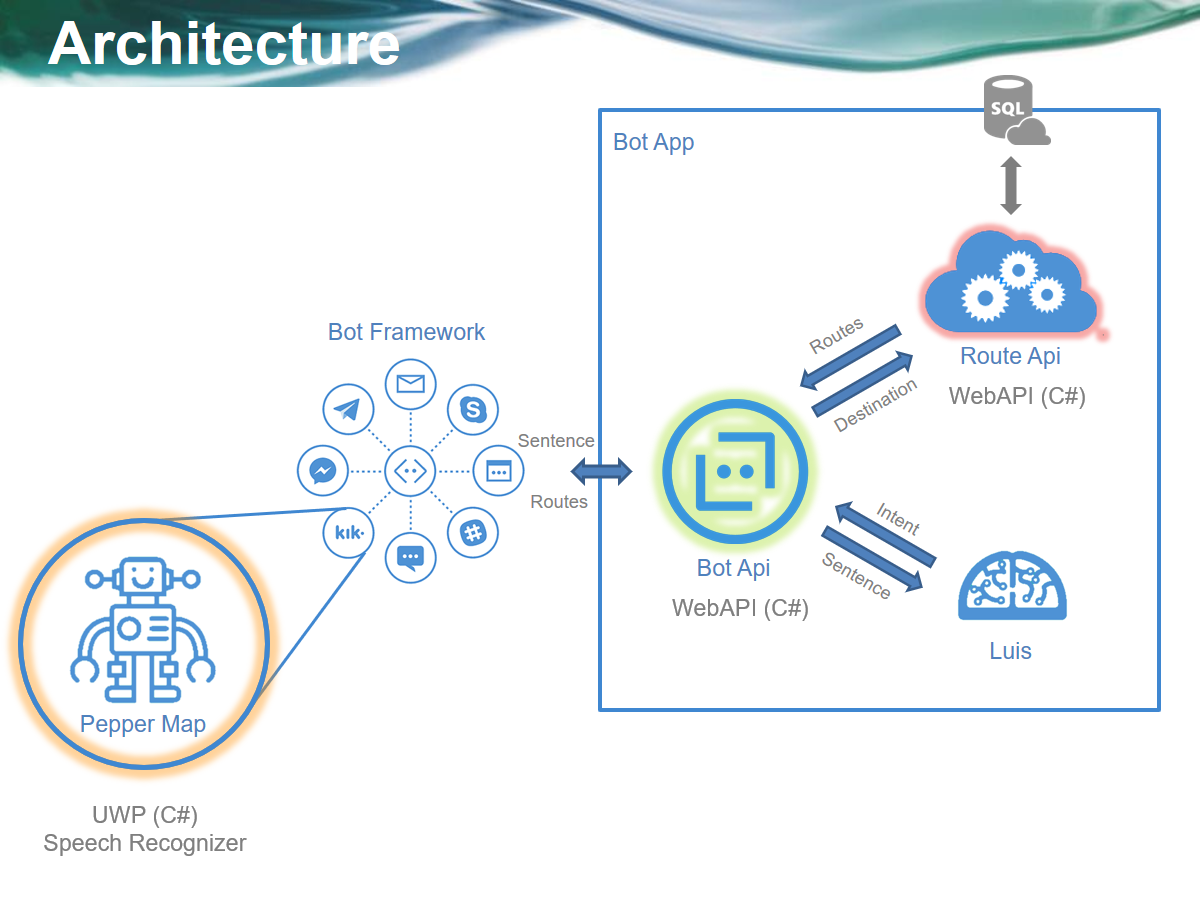 Architecture
SQL
Bot App
Routes
Destination
Route Api
WebAPI (C#)
Bot Framework
S
Sentence
Routes
kik·
Bot Api
WebAPI (C#)
Intent
Sentence
Luis
Pepper Map
UWP (C#)
Speech Recognizer